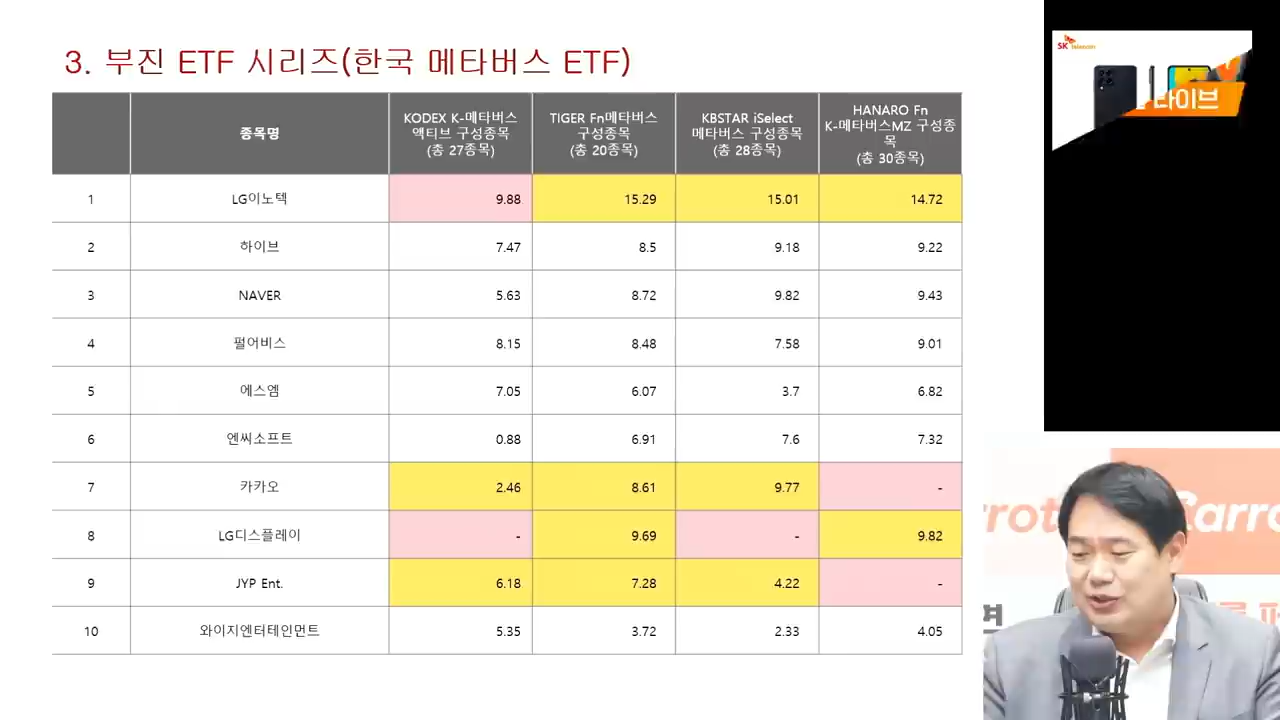 3. 부진 ETF 시리즈(한국 메타버스 ETF)
종목명
KODEX K-메타버스
액티브 구성종목
(총 27종목)
TIGER Fn메타버스
구성종목
(총 20종목)
KBSTAR iSelect
메타버스 구성종목
(총 28종목)
HANARO Fn
K-메타버스MZ 구성종
목
(총 30종목)
1 LG이노텍 9.88 15.29 15.01 14.72
2 하이브 7.47 8.5 9.18 9.22
3 NAVER 5.63 8.72 9.82 9.43
4 펄어비스 8.15 8.48 7.58 9.01
5 에스엠 7.05 6.07 3.7 6.82
6 엔씨소프트 0.88 6.91 7.6 7.32
7 카카오 2.46 8.61 9.77 -
8 LG디스플레이 - 9.69 - 9.82
9 JYP Ent. 6.18 7.28 4.22 -
10 와이지엔터테인먼트 5.35 3.72 2.33 4.05
SK telecom
라이브
rrot Carro
면